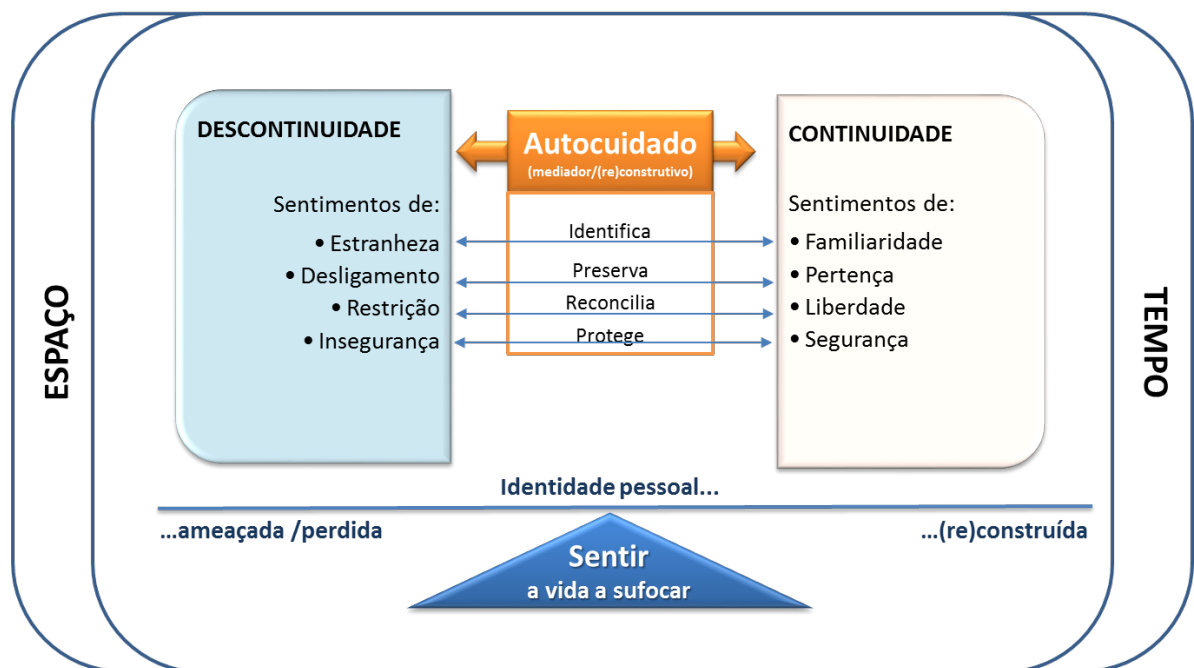 ESPAÇO
DESCONTINUIDADE
Sentimentos de:
• Estranheza
• Desligamento
• Restrição
• Insegurança
Autocuidado
(mediador/(re)construtivo)
Identifica
Preserva
Reconcilia
Protege
CONTINUIDADE
Sentimentos de:
• Familiaridade
• Pertença
• Liberdade
• Segurança
TEMPO
Identidade pessoal...
...ameaçada /perdida
...(re)construída
Sentir
a vida a sufocar